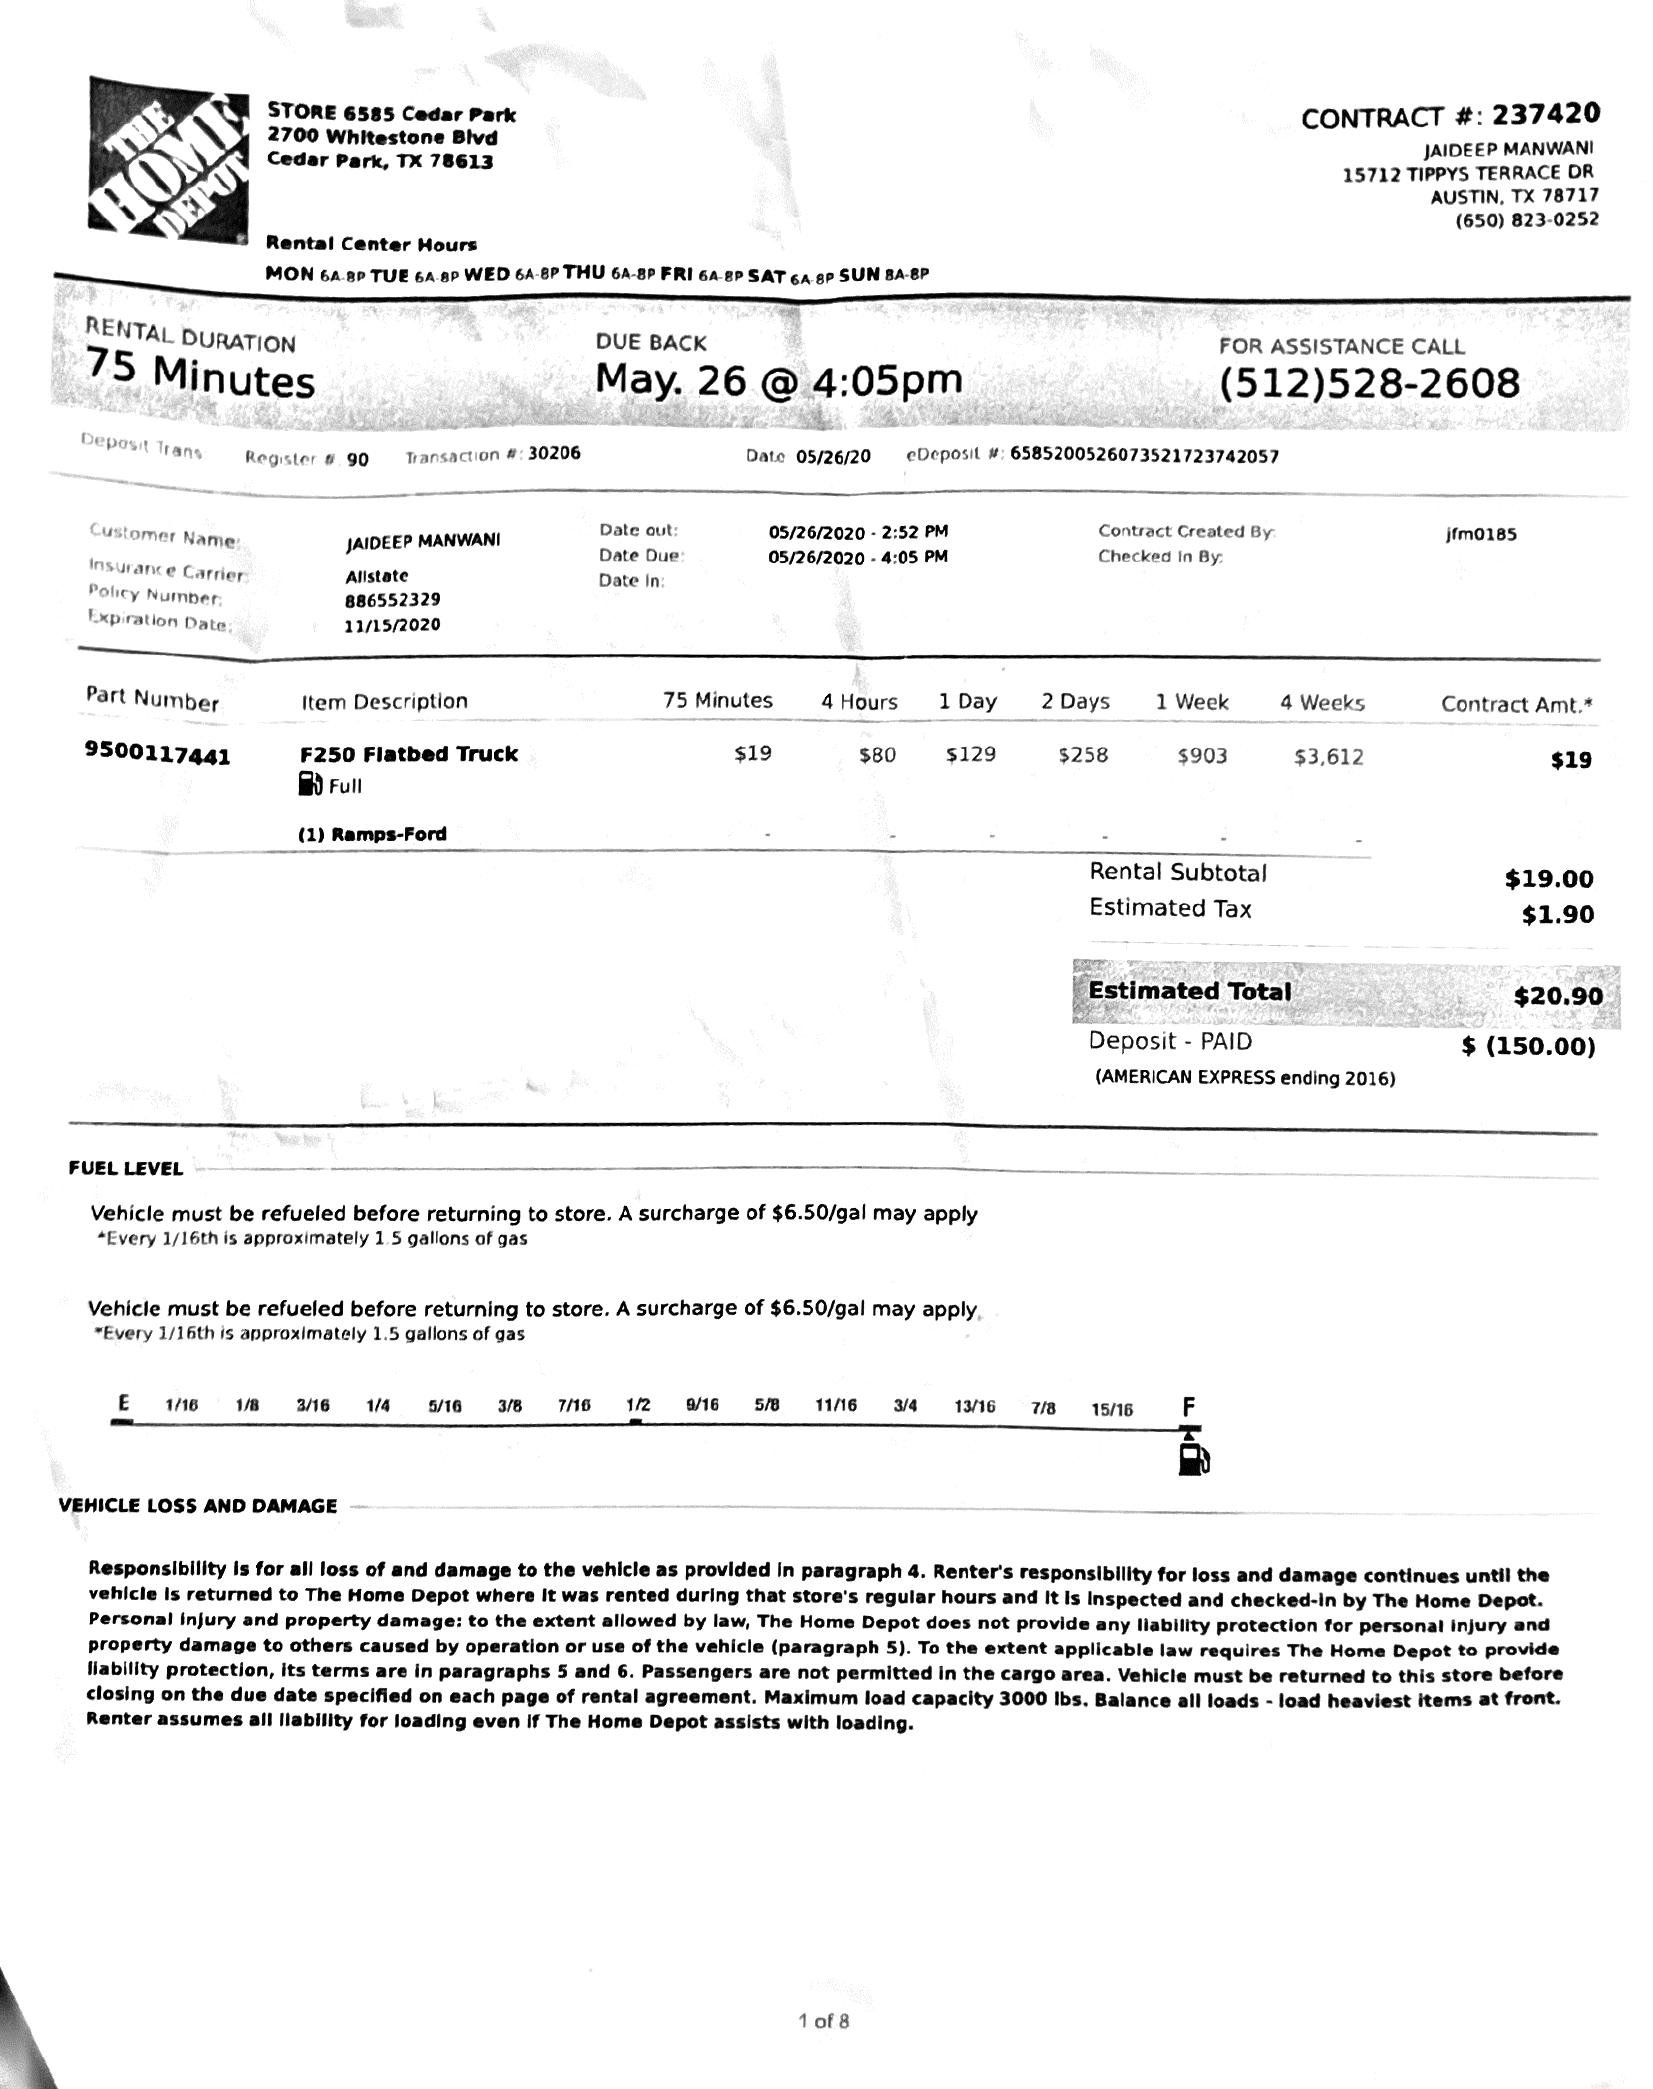 THE HOME DEPOT
STORE 6585 Cedar Park
2700 Whitestone Blvd
Cedar Park, TX 78613
CONTRACT #: 237420
JAIDEEP MANWANI
15712 TIPPYS TERRACE DR
AUSTIN, TX 78717
(650) 823-0252
Rental Center Hours
MON 6A-8P TUE 6A-8P WED 6A-8P THU 6A-8P FRI 6A-8P SAT 6A-8P SUN 8A-8P
RENTAL DURATION DUE BACK FOR ASSISTANCE CALL
75 Minutes May. 26 @ 4:05pm (512)528-2608
Deposit Trans Register # 90 Transaction #: 30206 Date 05/26/20 eDeposit #: 6585200526073521723742057
Customer Name: JAIDEEP MANWANI Date out: 05/26/2020 - 2:52 PM Contract Created By: jfm0185
Insurance Carrier: Allstate Date Due: 05/26/2020 - 4:05 PM Checked In By:
Policy Number: 886552329 Date In:
Expiration Date: 11/15/2020
Part Number Item Description 75 Minutes 4 Hours 1 Day 2 Days 1 Week 4 Weeks Contract Amt.*
9500117441 F250 Flatbed Truck $19 $80 $129 $258 $903 $3,612 $19
Full
(1) Ramps-Ford - - - - - -
Rental Subtotal $19.00
Estimated Tax $1.90
Estimated Total $20.90
Deposit - PAID $ (150.00)
(AMERICAN EXPRESS ending 2016)
FUEL LEVEL
Vehicle must be refueled before returning to store. A surcharge of $6.50/gal may apply
*Every 1/16th is approximately 1.5 gallons of gas
Vehicle must be refueled before returning to store. A surcharge of $6.50/gal may apply.
*Every 1/16th is approximately 1.5 gallons of gas
E 1/16 1/8 3/16 1/4 5/16 3/8 7/16 1/2 9/16 5/8 11/16 3/4 13/16 7/8 15/16 F
VEHICLE LOSS AND DAMAGE
Responsibility is for all loss of and damage to the vehicle as provided in paragraph 4. Renter's responsibility for loss and damage continues until the
vehicle is returned to The Home Depot where it was rented during that store's regular hours and it is inspected and checked-in by The Home Depot.
Personal injury and property damage: to the extent allowed by law, The Home Depot does not provide any liability protection for personal injury and
property damage to others caused by operation or use of the vehicle (paragraph 5). To the extent applicable law requires The Home Depot to provide
liability protection, its terms are in paragraphs 5 and 6. Passengers are not permitted in the cargo area. Vehicle must be returned to this store before
closing on the due date specified on each page of rental agreement. Maximum load capacity 3000 lbs. Balance all loads - load heaviest items at front.
Renter assumes all liability for loading even if The Home Depot assists with loading.
1 of 8